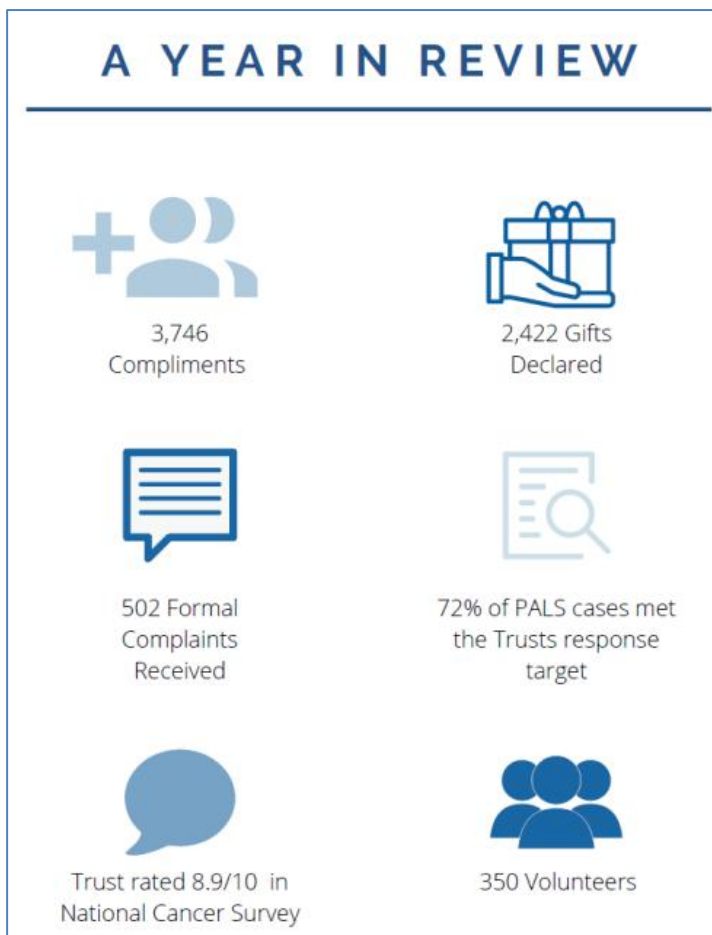 A YEAR IN REVIEW
3,746
Compliments
2,422 Gifts
Declared
502 Formal
Complaints
Received
72% of PALS cases met
the Trusts response
target
Trust rated 8.9/10 in
National Cancer Survey
350 Volunteers